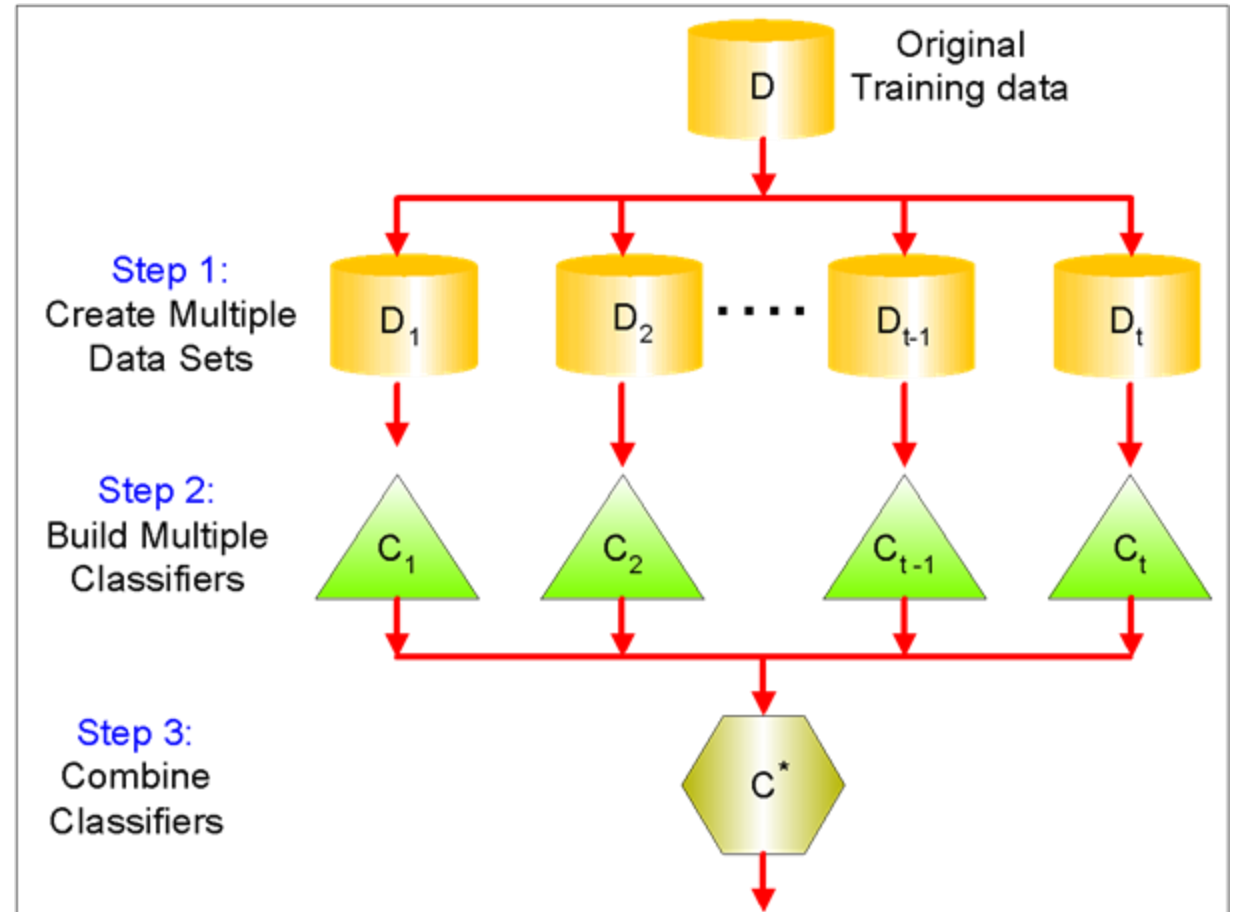 D
Original
Training data
Step 1:
Create Multiple
Data Sets
D₁
D₂
....
Dₜ₋₁
Dₜ
Step 2:
Build Multiple
Classifiers
C₁
C₂
Cₜ₋₁
Cₜ
Step 3:
Combine
Classifiers
C*